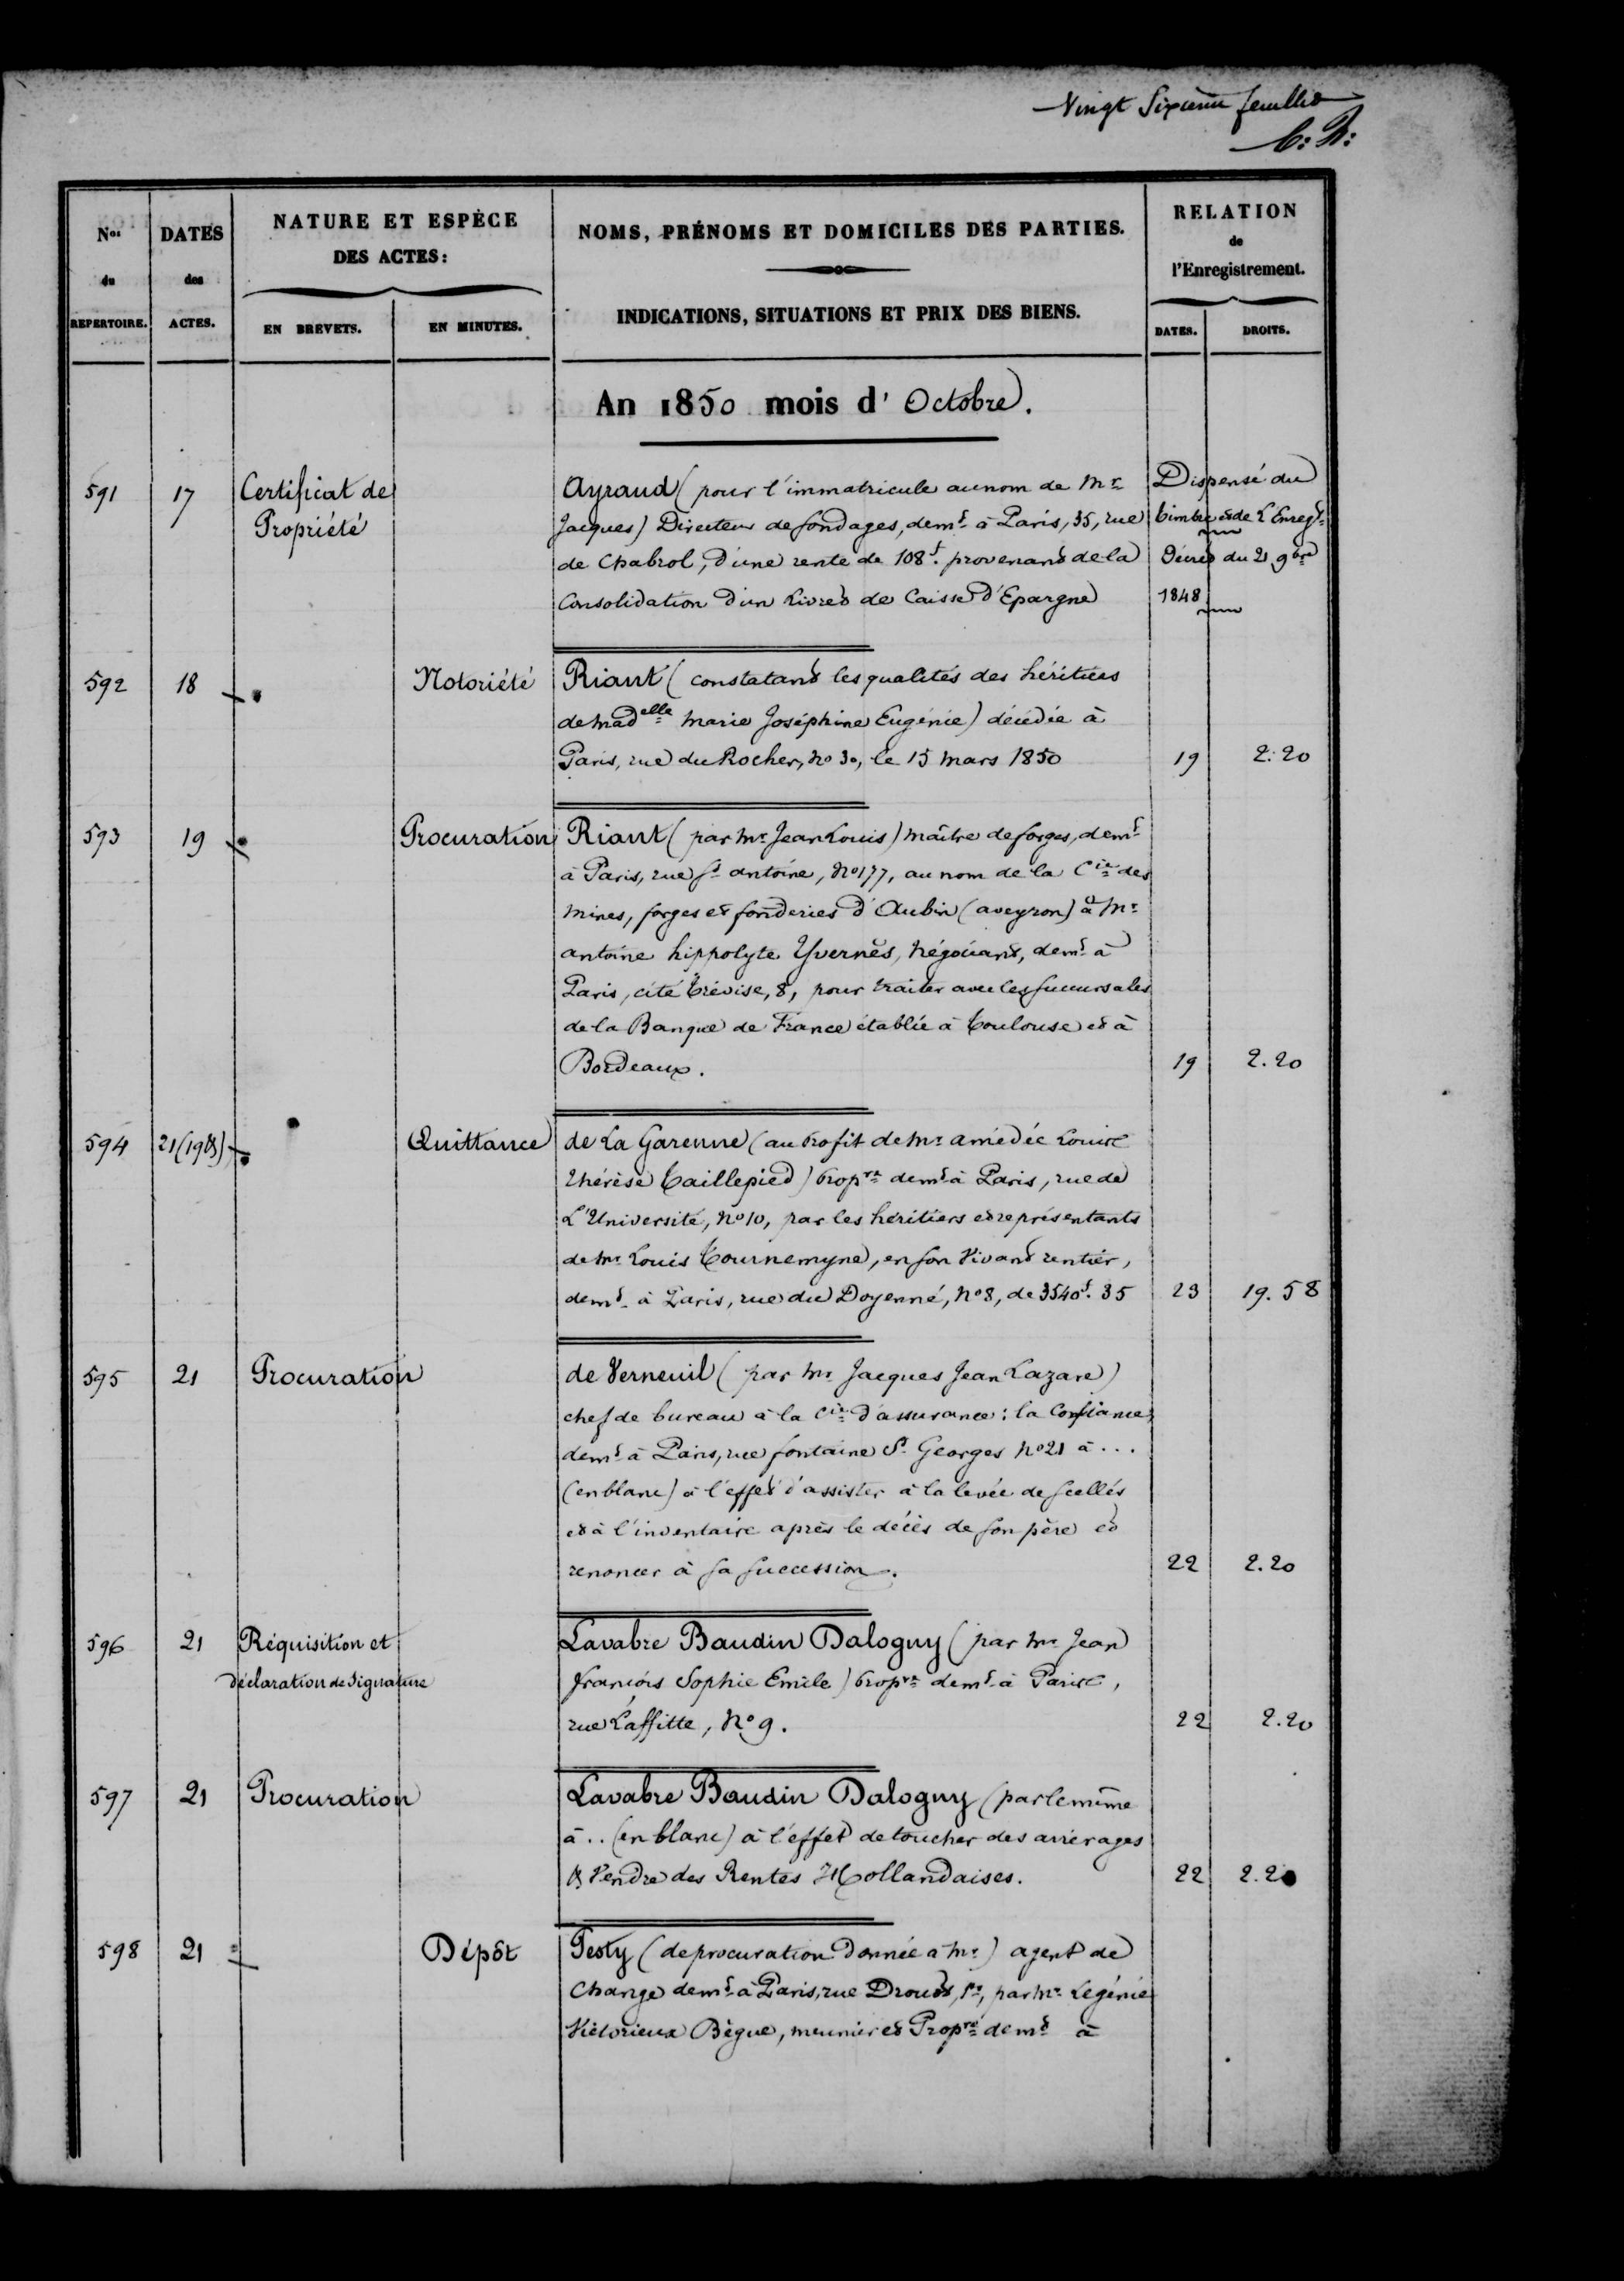 Vingt Sixième feuillet
Nos du REPERTOIRE.
DATES des ACTES.
NATURE ET ESPÈCE DES ACTES:
EN BREVETS.
EN MINUTES.
NOMS, PRÉNOMS ET DOMICILES DES PARTIES.
INDICATIONS, SITUATIONS ET PRIX DES BIENS.
RELATION de l'Enregistrement.
DATES.
DROITS.
An 1850 mois d' Octobre.
591 17 Certificat de Ayraud (pour l'immatricule au nom de Mr Dispensé du
Propriété Jacques) Directeur de fondages, demt à Paris, 35, rue timbre et de l'Enregt
de Chabrol, d'une rente de 108f. provenant de la Décret du 21 9bre
Consolidation d'un Livret de Caisse d'Epargne 1848
592 18 Notoriété Riant (constatant les qualités des héritiers
de Madelle Marie Joséphine Eugénie) décédée à
Paris, rue du Rocher, no 30, le 15 Mars 1850 19 2.20
593 19 Procuration Riant (par Mr Jean Louis) Maître de forges, demt
à Paris, rue St antoine, No 177, au nom de la Cie des
Mines, forges et fonderies d'Aubin (aveyron) à Mr
antoine hippolyte Yvernès, Négociant, demt à
Paris, cité Trévise, 8, pour traiter avec les succursales
de la Banque de France établie à Toulouse et à
Bordeaux. 19 2.20
594 21 (19 &) Quittance de La Garenne (au profit de Mr amédée Louis
Thérèse Taillepied) propre demt à Paris, rue de
L'Université, No 10, par les héritiers et représentants
de Mr Louis Tournemyne, en son Vivant rentier,
demt à Paris, rue du Doyenné, No 8, de 3540f. 35 23 19.58
595 21 Procuration de Verneuil (par Mr Jacques Jean Lazare)
chef de bureau à la Cie d'assurance: la Confiance,
demt à Paris, rue fontaine St Georges No 21 à ...
(en blanc) à l'effet d'assister à la levée de scellés
et à l'inventaire après le décès de son père et
renoncer à sa succession. 22 2.20
596 21 Réquisition et Lavabre Baudin Dalogny (par Mr Jean
déclaration de Signature françois Sophie Emile) propre demt à Paris,
rue Laffitte, No 9. 22 2.20
597 21 Procuration Lavabre Baudin Dalogny (par le même
à .. (en blanc) à l'effet de toucher des arrérages
& Vendre des Rentes Hollandaises. 22 2.20
598 21 Dépôt (de procuration donnée à Mr) agent de
Change demt à Paris, rue Drouot, par Mr
Victorieux Bègue, meunier et Propre demt à